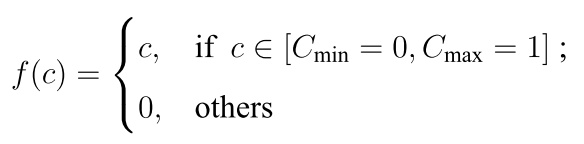 f(c) = { c, if c ∈ [C_min = 0, C_max = 1] ;
0, others